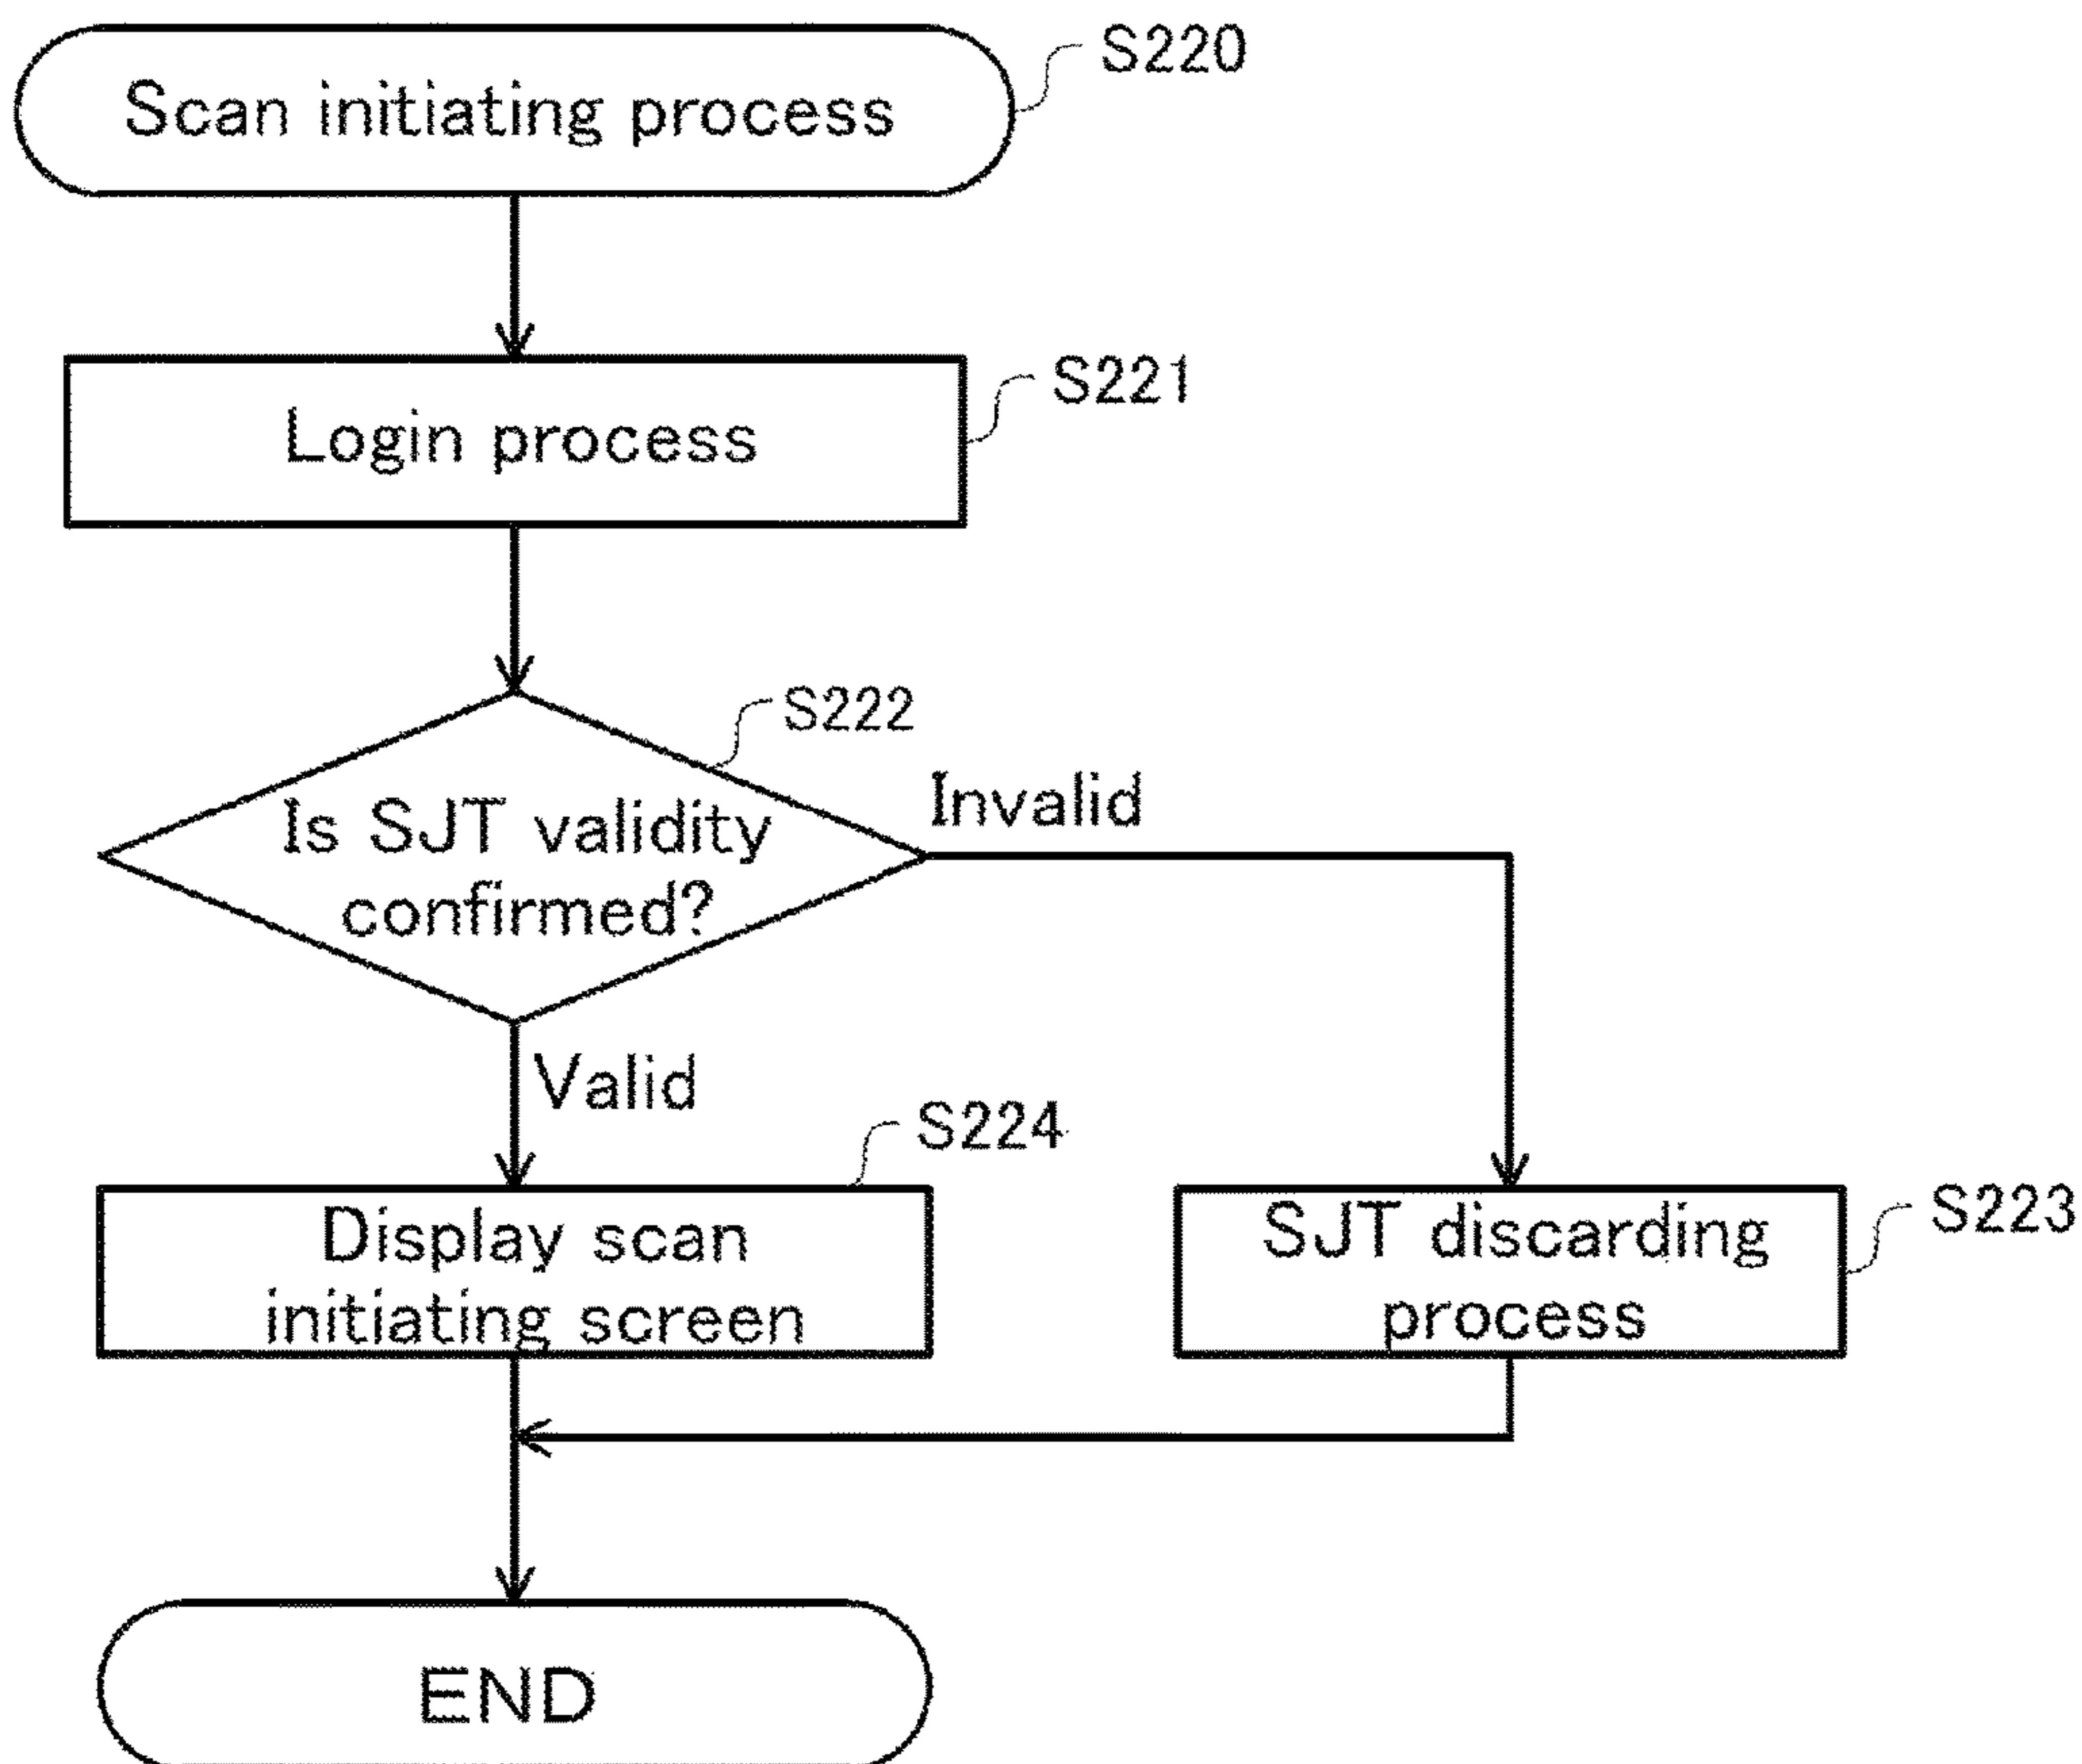 Scan initiating process
S220
Login process
S221
S222
Is SJT validity
confirmed?
Invalid
Valid
S224
Display scan
initiating screen
SJT discarding
process
S223
END